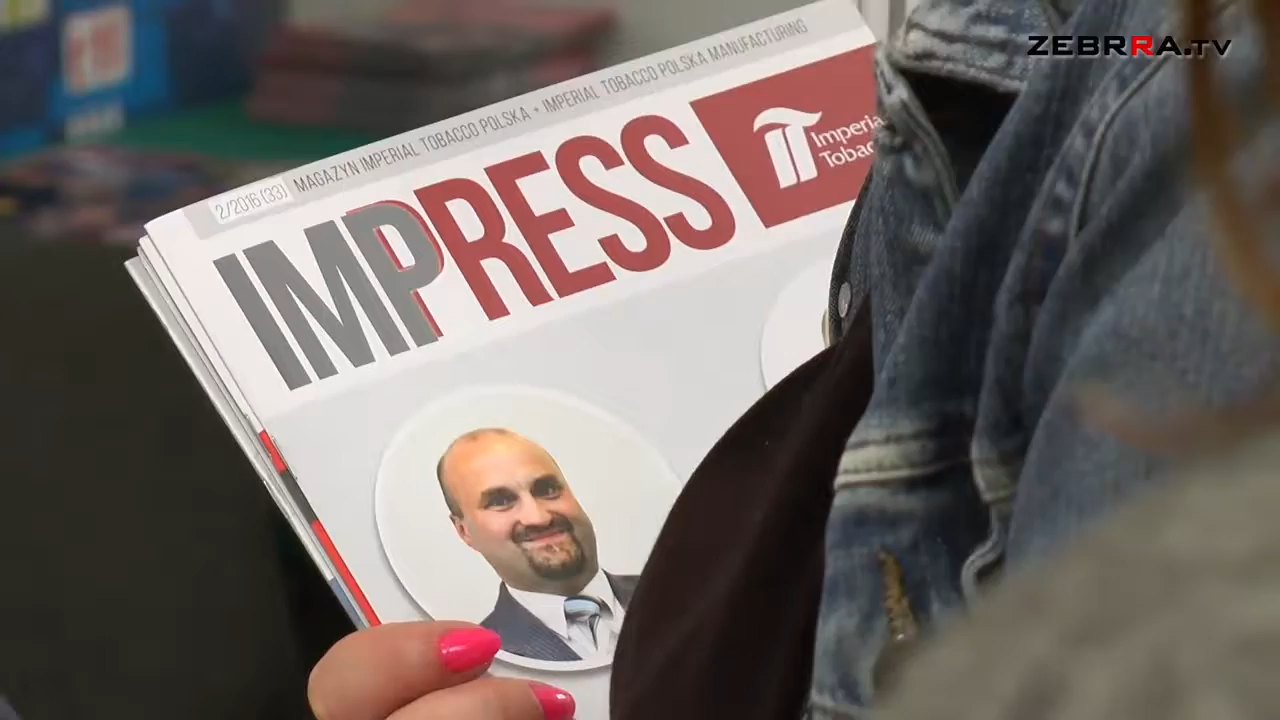 ZEBRRA.TV
2/2016 (33) MAGAZYN IMPERIAL TOBACCO POLSKA + IMPERIAL TOBACCO POLSKA MANUFACTURING
IMPRESS
Imperial
Tobac